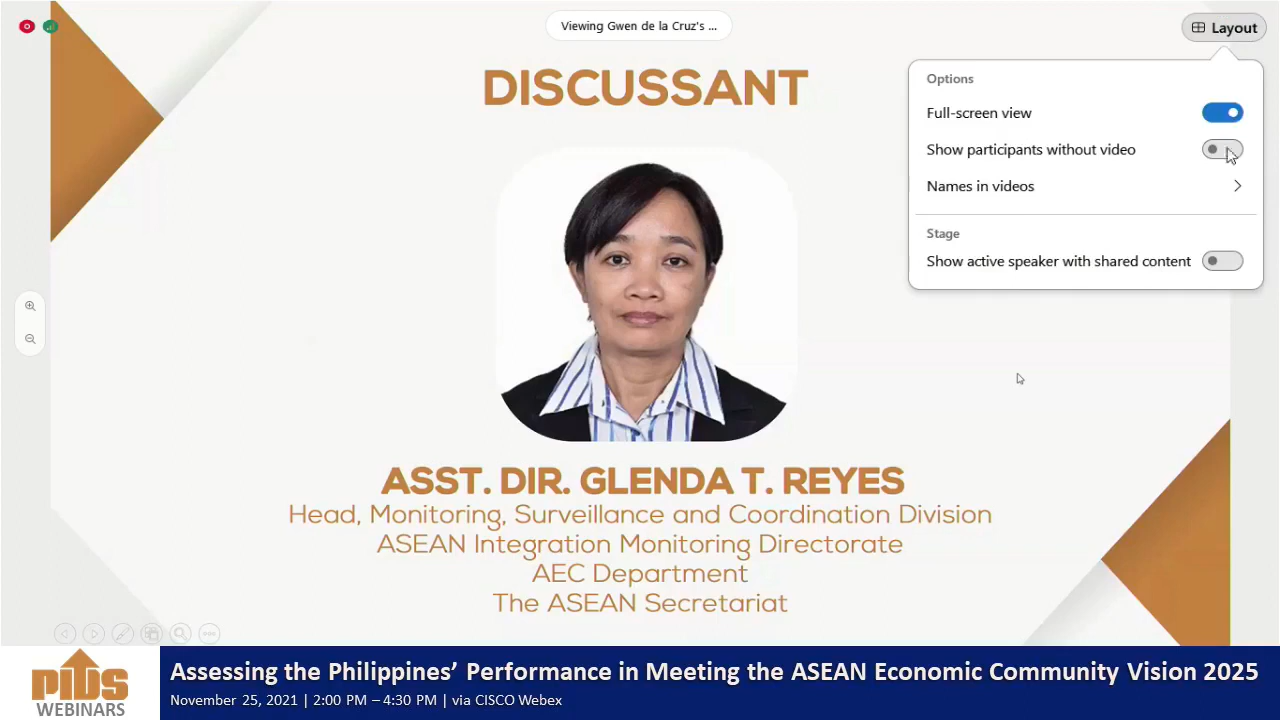 Viewing Gwen de la Cruz's ...
Layout
Options
Full-screen view
Show participants without video
Names in videos
Stage
Show active speaker with shared content
DISCUSSANT
ASST. DIR. GLENDA T. REYES
Head, Monitoring, Surveillance and Coordination Division
ASEAN Integration Monitoring Directorate
AEC Department
The ASEAN Secretariat
PIDS
WEBINARS
Assessing the Philippines’ Performance in Meeting the ASEAN Economic Community Vision 2025
November 25, 2021 | 2:00 PM – 4:30 PM | via CISCO Webex